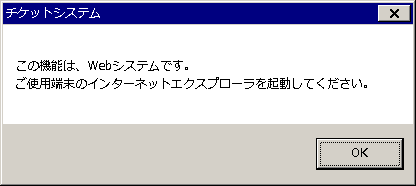 チケットシステム
この機能は、Webシステムです。
ご使用端末のインターネットエクスプローラを起動してください。
OK